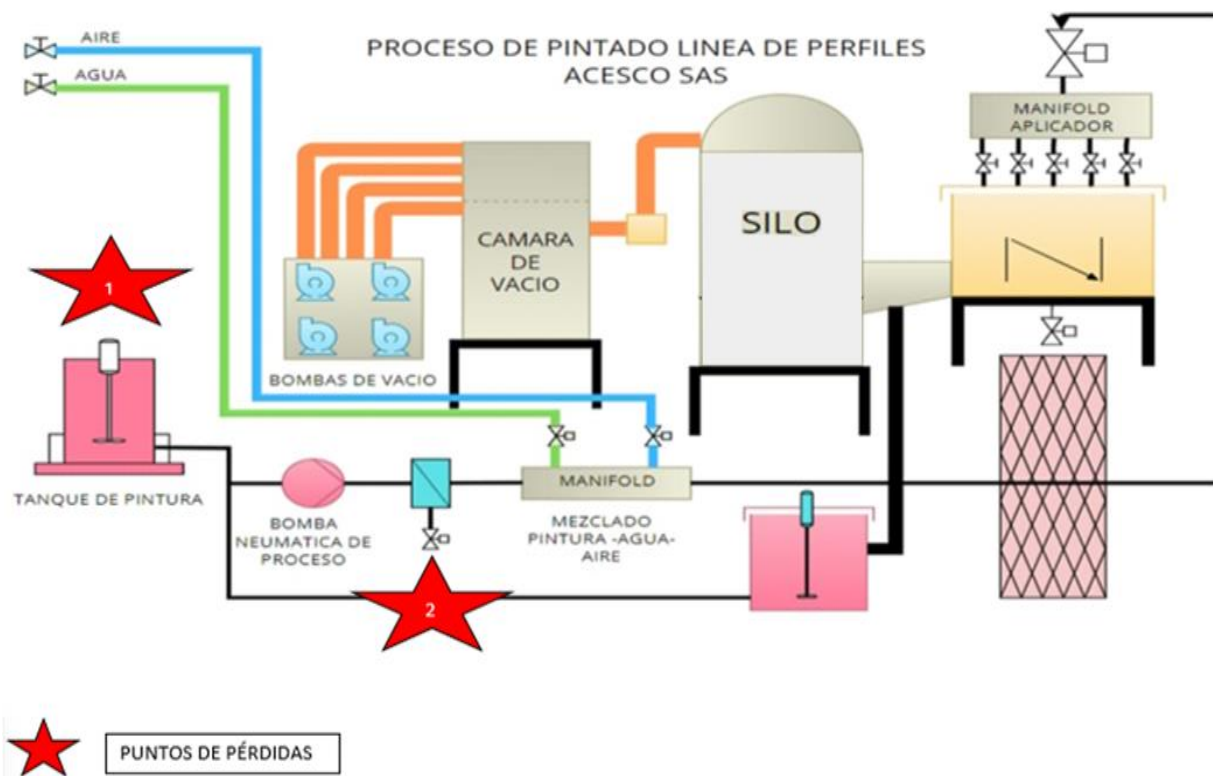 AIRE
AGUA
PROCESO DE PINTADO LINEA DE PERFILES
ACESCO SAS
MANIFOLD
APLICADOR
SILO
CAMARA
DE
VACIO
1
BOMBAS DE VACIO
TANQUE DE PINTURA
BOMBA
NEUMATICA DE
PROCESO
MANIFOLD
MEZCLADO
PINTURA -AGUA-
AIRE
2
PUNTOS DE PÉRDIDAS